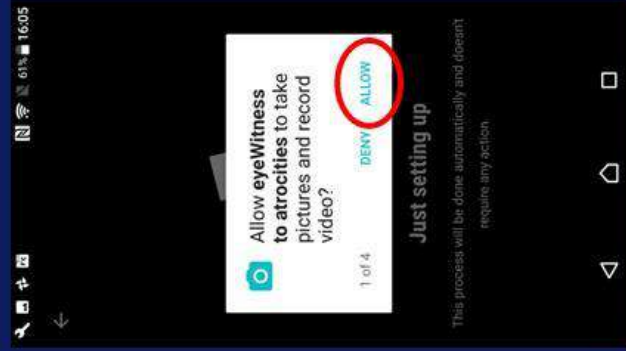 61% 16:05
Allow eyeWitness
to atrocities to take
pictures and record
video?
1 of 4 DENY ALLOW
Just setting up
This process will be done automatically and doesn't
require any action.